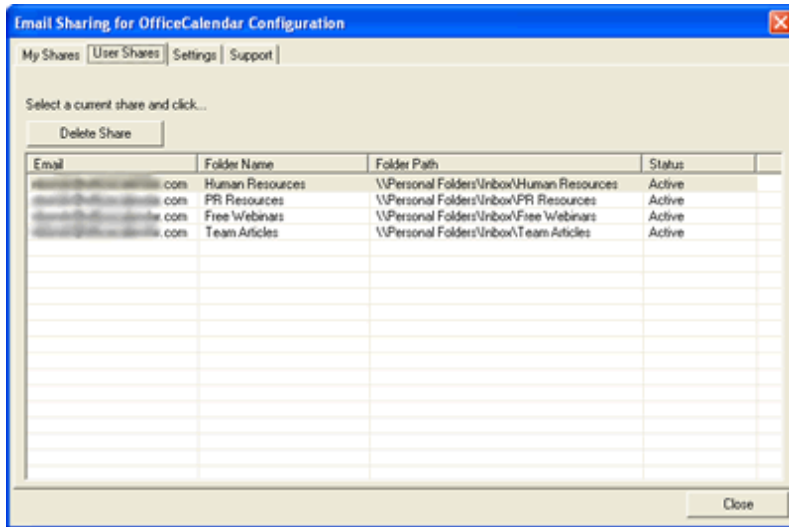 Email Sharing for OfficeCalendar Configuration
My Shares User Shares Settings Support
Select a current share and click...
Delete Share
Email Folder Name Folder Path Status
.com Human Resources \\Personal Folders\Inbox\Human Resources Active
.com PR Resources \\Personal Folders\Inbox\PR Resources Active
.com Free Webinars \\Personal Folders\Inbox\Free Webinars Active
.com Team Articles \\Personal Folders\Inbox\Team Articles Active
Close